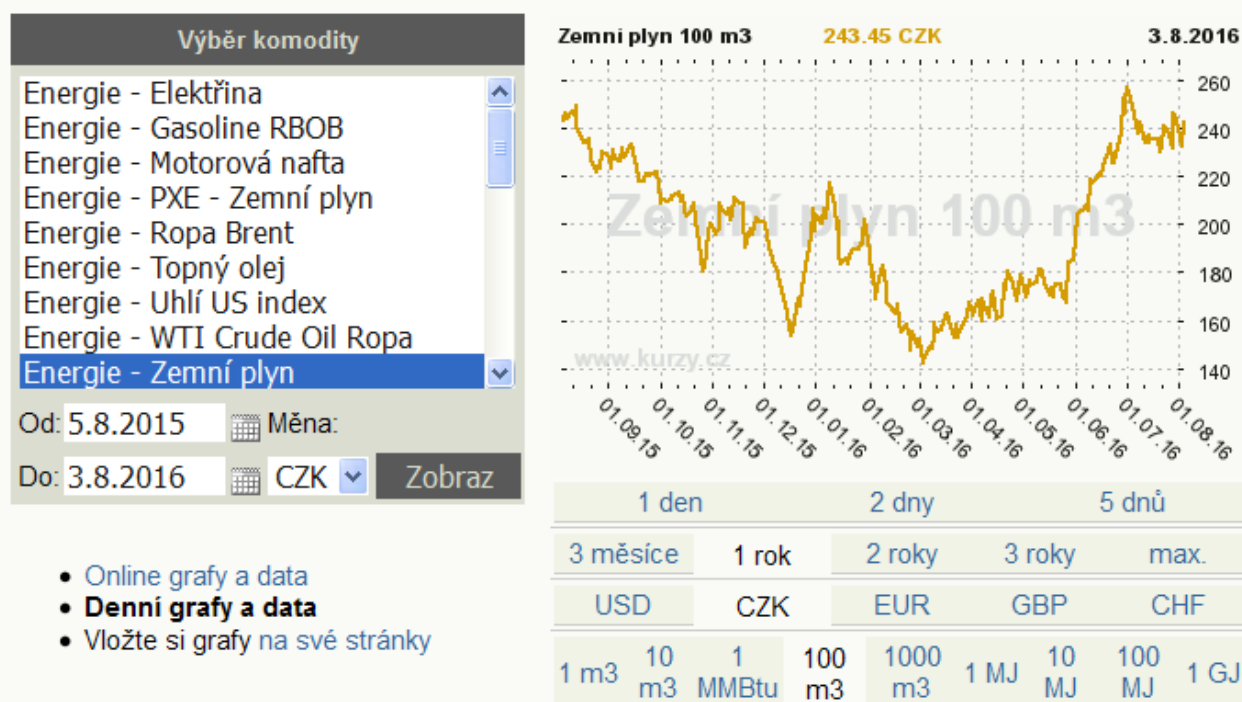 Výběr komodity
Energie - Elektřina
Energie - Gasoline RBOB
Energie - Motorová nafta
Energie - PXE - Zemní plyn
Energie - Ropa Brent
Energie - Topný olej
Energie - Uhlí US index
Energie - WTI Crude Oil Ropa
Energie - Zemní plyn
Od: 5.8.2015 Měna:
Do: 3.8.2016 CZK Zobraz
Online grafy a data
Denní grafy a data
Vložte si grafy na své stránky
Zemní plyn 100 m3 243.45 CZK 3.8.2016
260
240
220
200
180
160
140
Zemní plyn 100 m3
www.kurzy.cz
01.09.15 01.10.15 01.11.15 01.12.15 01.01.16 01.02.16 01.03.16 01.04.16 01.05.16 01.06.16 01.07.16 01.08.16
1 den 2 dny 5 dnů
3 měsíce 1 rok 2 roky 3 roky max.
USD CZK EUR GBP CHF
1 m3 10 m3 1 MMBtu 100 m3 1000 m3 1 MJ 10 MJ 100 MJ 1 GJ